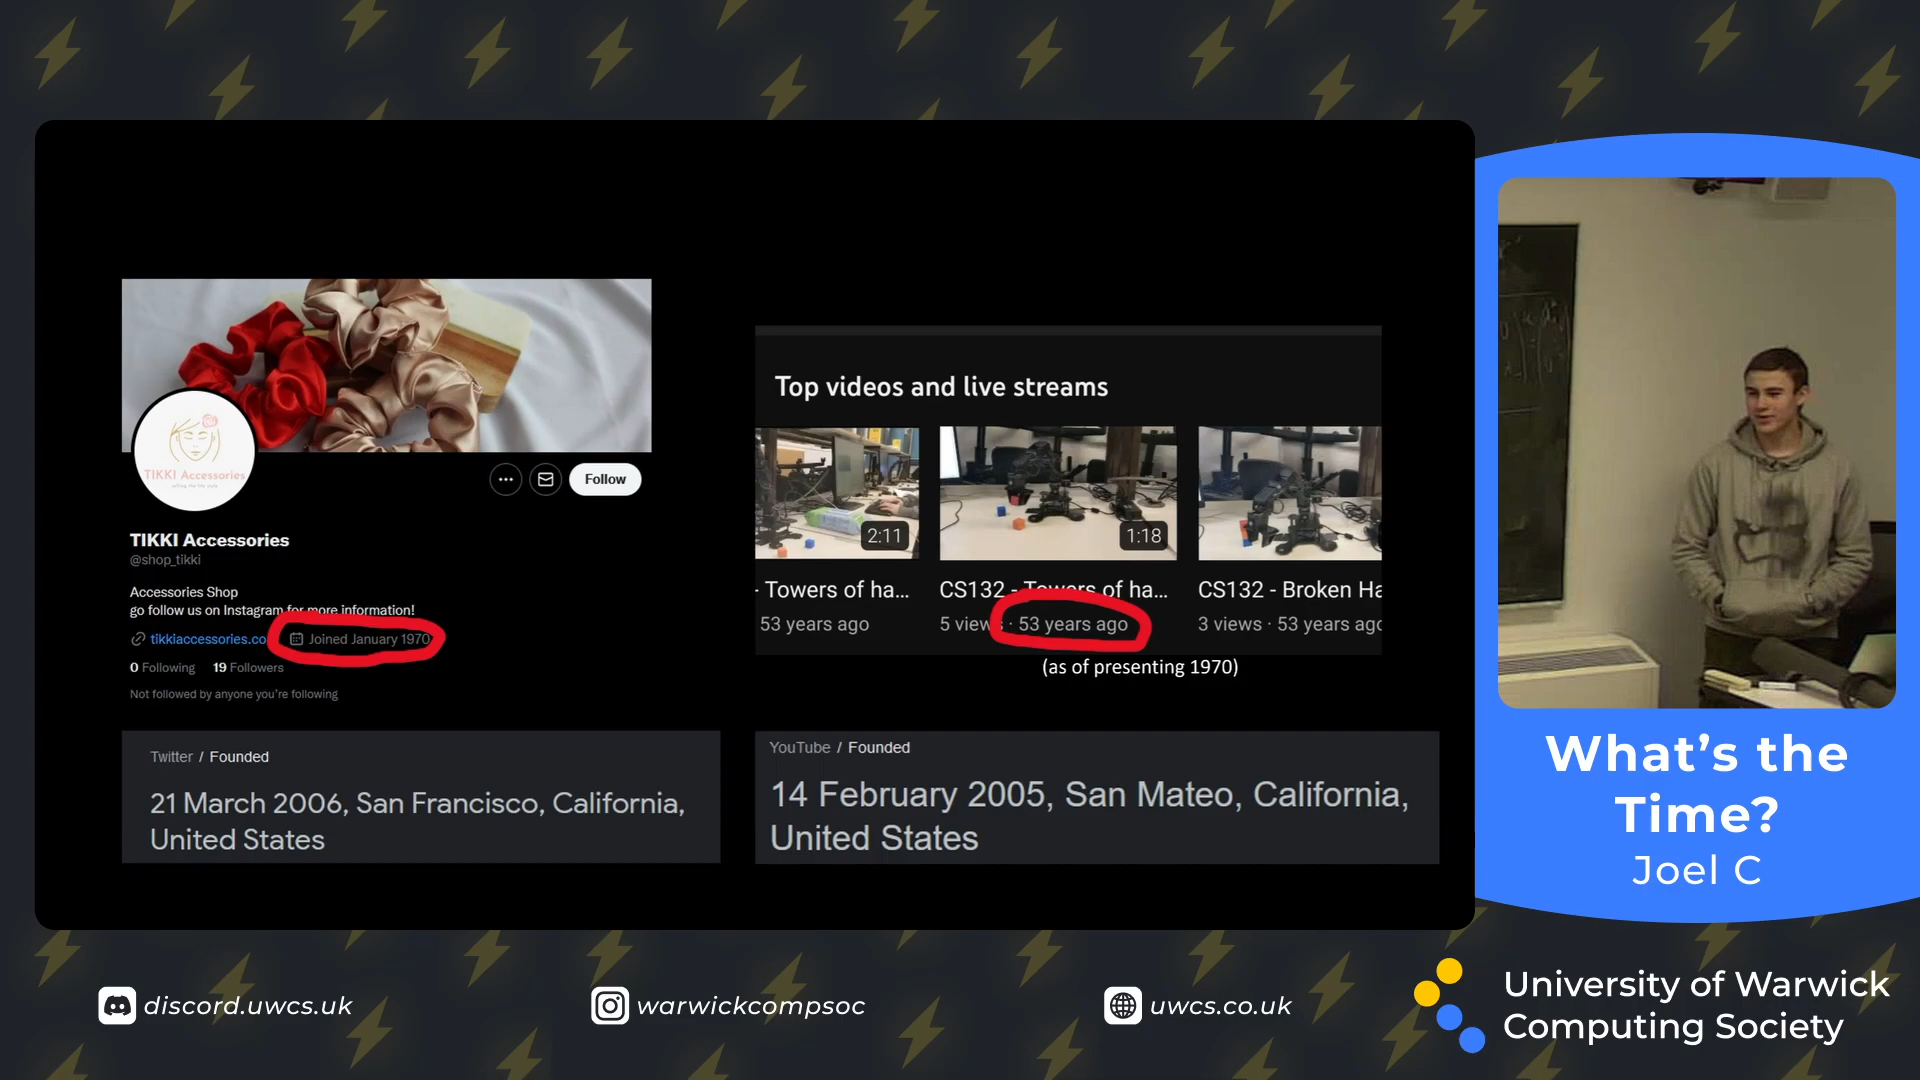 TIKKI Accessories
Follow
TIKKI Accessories
@shop_tikki
Accessories Shop
go follow us on Instagram for more information!
tikkiaccessories.co
Joined January 1970
0 Following 19 Followers
Not followed by anyone you're following
Twitter / Founded
21 March 2006, San Francisco, California,
United States
Top videos and live streams
2:11
1:18
- Towers of ha...
CS132 - Towers of ha...
CS132 - Broken Ha
53 years ago
5 views · 53 years ago
3 views · 53 years ago
(as of presenting 1970)
YouTube / Founded
14 February 2005, San Mateo, California,
United States
What's the
Time?
Joel C
discord.uwcs.uk
warwickcompsoc
uwcs.co.uk
University of Warwick
Computing Society